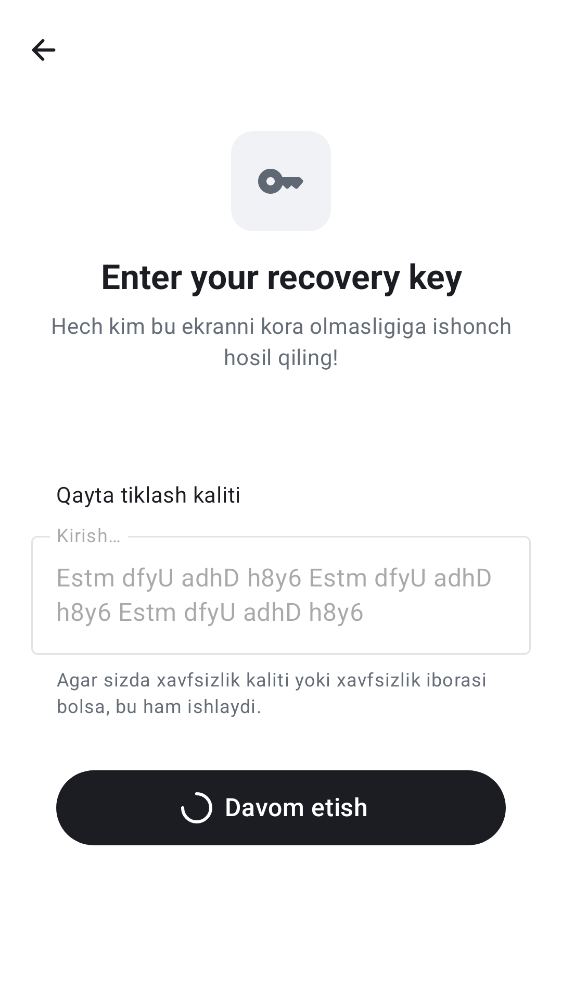 Enter your recovery key
Hech kim bu ekranni kora olmasligiga ishonch
hosil qiling!
Qayta tiklash kaliti
Kirish…
Estm dfyU adhD h8y6 Estm dfyU adhD
h8y6 Estm dfyU adhD h8y6
Agar sizda xavfsizlik kaliti yoki xavfsizlik iborasi
bolsa, bu ham ishlaydi.
Davom etish